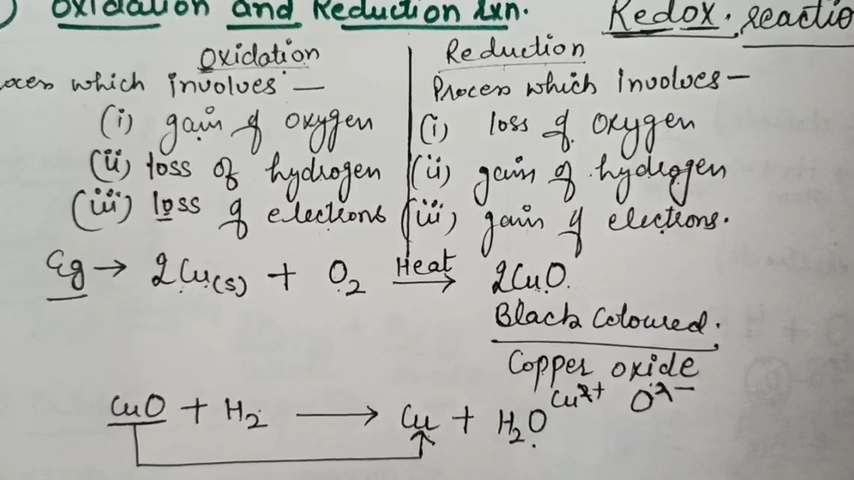 ) Oxidation and Reduction rxn. Redox. reactio
Oxidation
ocess which involves —
(i) gain of oxygen
(ii) loss of hydrogen
(iii) loss of electrons
Reduction
Process which involves —
(i) loss of oxygen
(ii) gain of hydrogen
(iii) gain of electrons.
Eg → 2Cu(s) + O₂ Heat → 2CuO.
Black Coloured.
Copper oxide
Cu²⁺ O²⁻
CuO + H₂ → Cu + H₂O